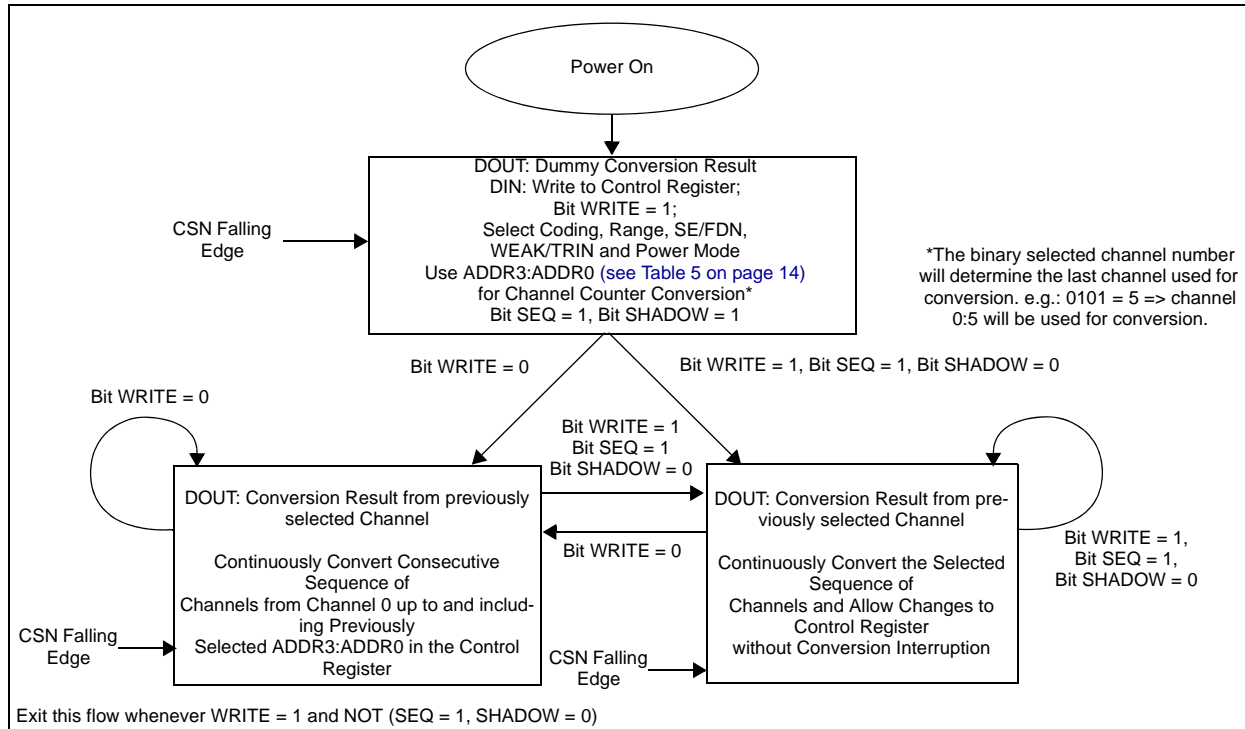 Power On
DOUT: Dummy Conversion Result
DIN: Write to Control Register;
Bit WRITE = 1;
Select Coding, Range, SE/FDN,
WEAK/TRIN and Power Mode
Use ADDR3:ADDR0 (see Table 5 on page 14)
for Channel Counter Conversion*
Bit SEQ = 1, Bit SHADOW = 1
CSN Falling
Edge
*The binary selected channel number
will determine the last channel used for
conversion. e.g.: 0101 = 5 => channel
0:5 will be used for conversion.
Bit WRITE = 0
Bit WRITE = 1, Bit SEQ = 1, Bit SHADOW = 0
Bit WRITE = 0
Bit WRITE = 1
Bit SEQ = 1
Bit SHADOW = 0
DOUT: Conversion Result from previously
selected Channel
Continuously Convert Consecutive
Sequence of
Channels from Channel 0 up to and includ-
ing Previously
Selected ADDR3:ADDR0 in the Control
Register
Bit WRITE = 0
DOUT: Conversion Result from pre-
viously selected Channel
Continuously Convert the Selected
Sequence of
Channels and Allow Changes to
Control Register
without Conversion Interruption
Bit WRITE = 1,
Bit SEQ = 1,
Bit SHADOW = 0
CSN Falling
Edge
CSN Falling
Edge
Exit this flow whenever WRITE = 1 and NOT (SEQ = 1, SHADOW = 0)